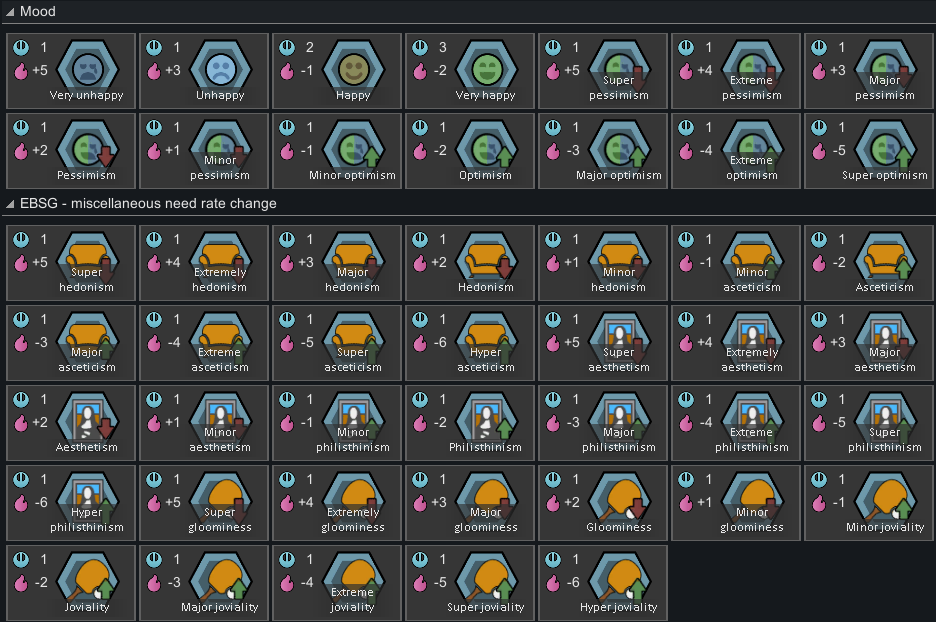 Mood
1 +5 Very unhappy
1 +3 Unhappy
2 -1 Happy
3 -2 Very happy
1 +5 Super pessimism
1 +4 Extreme pessimism
1 +3 Major pessimism
1 +2 Pessimism
1 +1 Minor pessimism
1 -1 Minor optimism
1 -2 Optimism
1 -3 Major optimism
1 -4 Extreme optimism
1 -5 Super optimism
EBSG - miscellaneous need rate change
1 +5 Super hedonism
1 +4 Extremely hedonism
1 +3 Major hedonism
1 +2 Hedonism
1 +1 Minor hedonism
1 -1 Minor asceticism
1 -2 Asceticism
1 -3 Major asceticism
1 -4 Extreme asceticism
1 -5 Super asceticism
1 -6 Hyper asceticism
1 +5 Super aesthetism
1 +4 Extremely aesthetism
1 +3 Major aesthetism
1 +2 Aesthetism
1 +1 Minor aesthetism
1 -1 Minor philisthinism
1 -2 Philisthinism
1 -3 Major philisthinism
1 -4 Extreme philisthinism
1 -5 Super philisthinism
1 -6 Hyper philisthinism
1 +5 Super gloominess
1 +4 Extremely gloominess
1 +3 Major gloominess
1 +2 Gloominess
1 +1 Minor gloominess
1 -1 Minor joviality
1 -2 Joviality
1 -3 Major joviality
1 -4 Extreme joviality
1 -5 Super joviality
1 -6 Hyper joviality